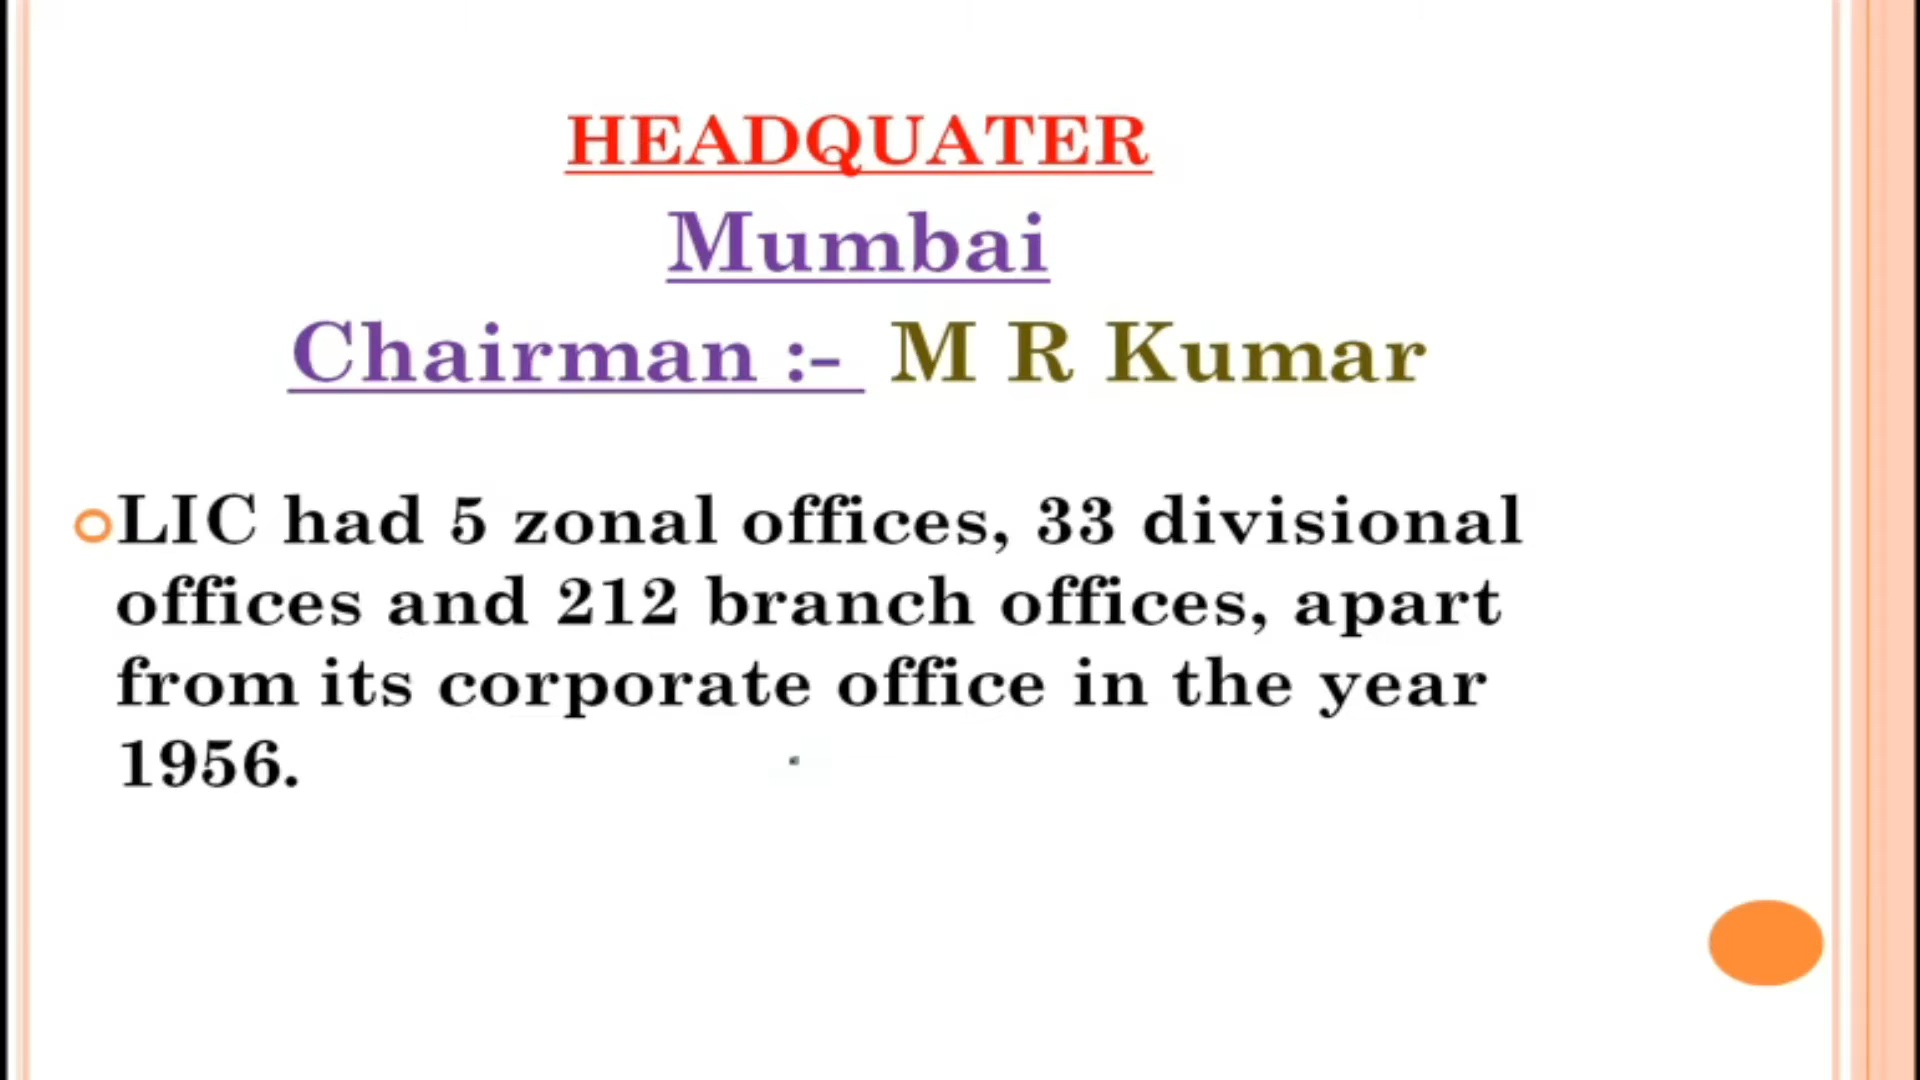 HEADQUATER
Mumbai
Chairman :- M R Kumar
LIC had 5 zonal offices, 33 divisional
offices and 212 branch offices, apart
from its corporate office in the year
1956.